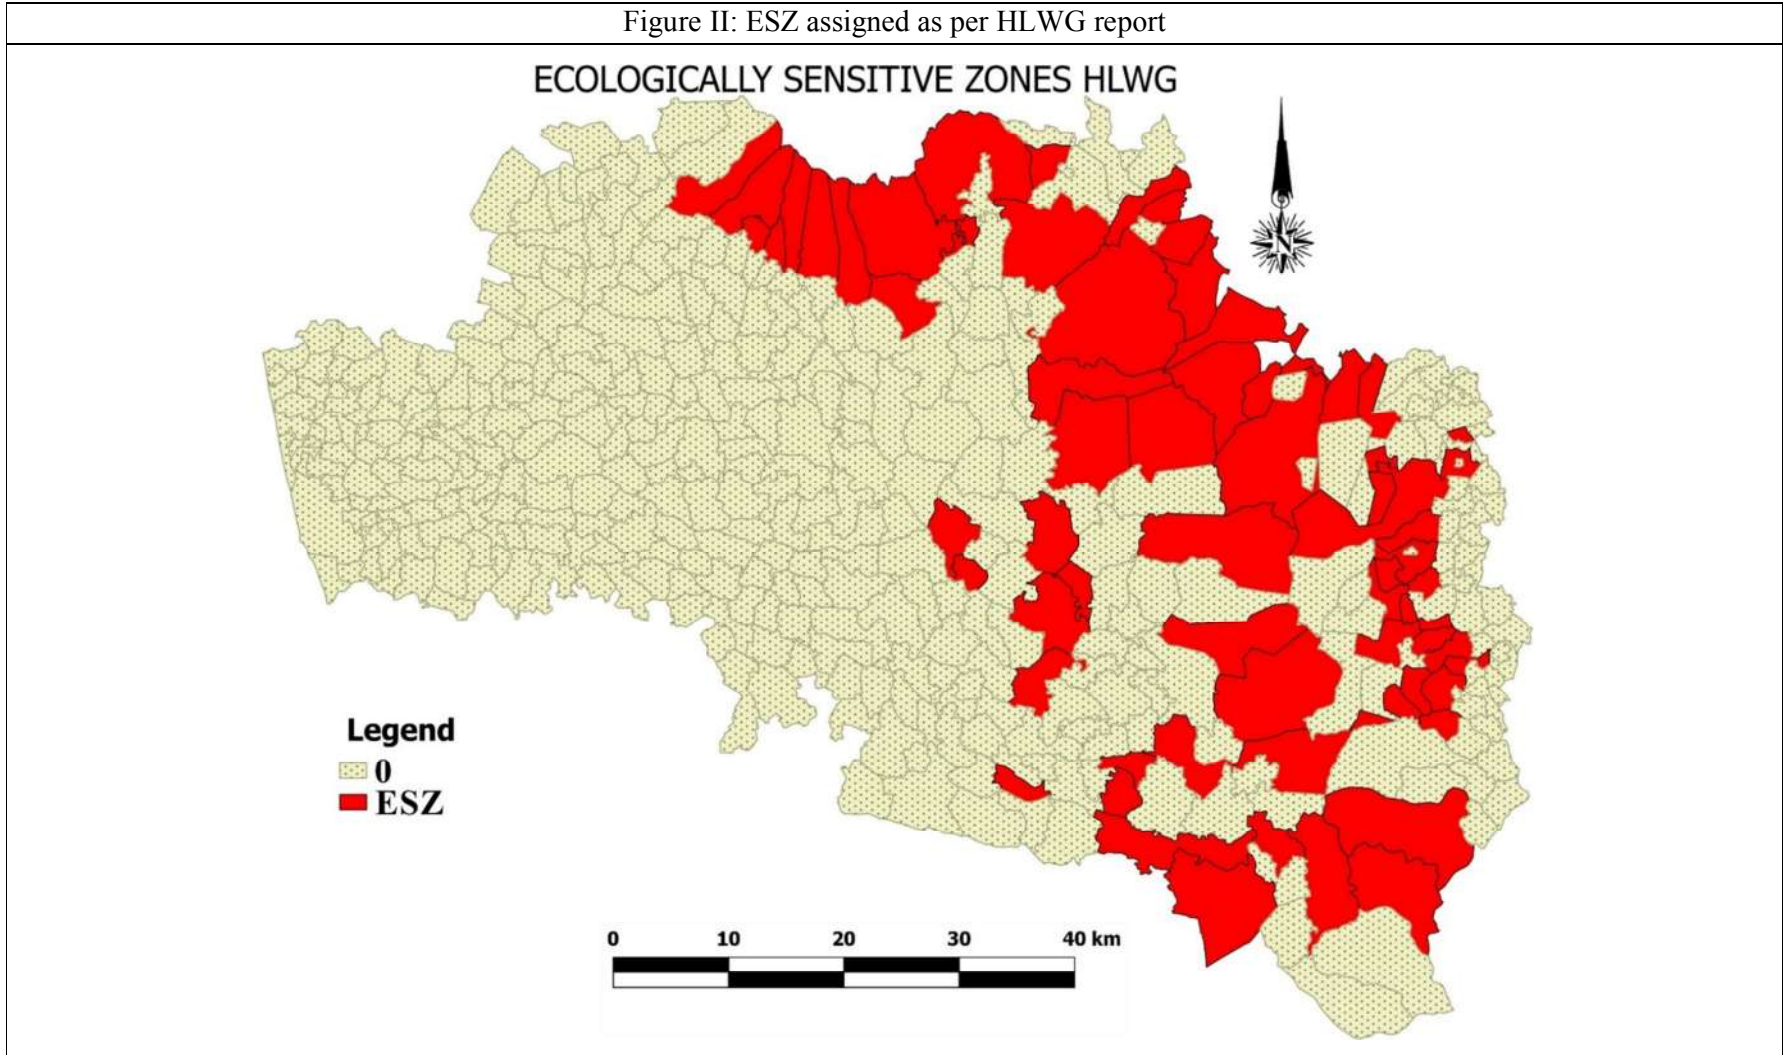 Figure II: ESZ assigned as per HLWG report
ECOLOGICALLY SENSITIVE ZONES HLWG
N
Legend
0
ESZ
0 10 20 30 40 km